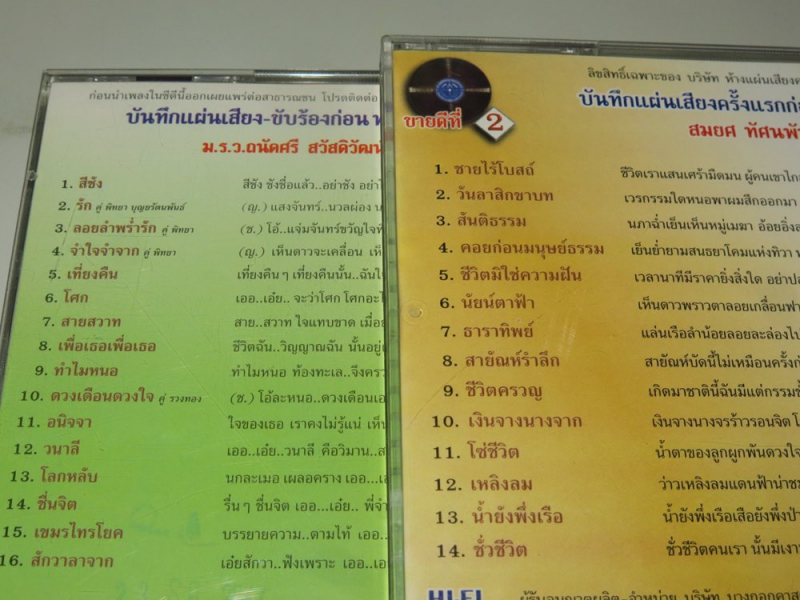 ก่อนนำเพลงในซีดีนี้ออกเผยแพร่ต่อสาธารณชน โปรดติดต่อ
บันทึกแผ่นเสียง-ขับร้องก่อน
ม.ร.ว.ถนัดศรี สวัสดิวัฒน์
1. สีชัง สีชัง ชังชื่อแล้ว..อย่าชัง
2. รัก คู่ พิทยา บุญยรัตนพันธ์ (ญ.) แสงจันทร์..นวลผ่อง
3. ลอยลำพร่ำรัก คู่ พิทยา (ช.) โอ้..แจ่มจันทร์ขวัญใจ
4. จำใจจำจาก คู่ พิทยา (ญ.) เห็นดาวจะเคลื่อน
5. เที่ยงคืน เที่ยงคืนๆ เที่ยงคืนนั้น..ฉัน
6. โศก เออ..เอ๋ย.. จะว่าโศก โศกอะไ
7. สายสวาท สาย..สวาท ใจแทบขาด
8. เพื่อเธอเพื่อเธอ ชีวิตฉัน..วิญญาณฉัน นั้นอยู่
9. ทำไมหนอ ทำไมหนอ ท้องทะเล..จึงคร
10. ดวงเดือนดวงใจ คู่ รวงทอง (ช.) โอ้ละหนอ..ดวงเดือนเอ
11. อนิจจา ใจของเธอ เราคงไม่รู้แน่
12. วนาลี เออ..เอ๋ย..วนาลี คือวิมาน..
13. โลกหลับ นกละเมอ เผลอคราง เออ...
14. ชื่นจิต รื่นๆ ชื่นจิต เออ...เอ๋ย.. พี่จำ
15. เขมรไทรโยค บรรยายความ..ตามไท้ เออ..
16. สักวาลาจาก เอ๋ยสักวา..ฟังเพราะ เออ..
ลิขสิทธิ์เฉพาะของ บริษัท ห้างแผ่นเสียง
บันทึกแผ่นเสียงครั้งแรก
ขายดีที่ 2
สมยศ ทัศนพั
1. ชายไร้โบสถ์ ชีวิตเราแสนเศร้ามืดมน ผู้คนเขา
2. วันลาสิกขาบท เวรกรรมใดหนอพาผมสึกออกมา
3. สันติธรรม นภาฉ่ำเย็นเห็นหมู่เมฆา อ้อย
4. คอยก่อนมนุษย์ธรรม เย็นย่ำยามสนธยาโคมแห่งทิวา
5. ชีวิตมิใช่ความฝัน เวลานาทีมีราคายิ่งสิ่งใด
6. นัยน์ตาฟ้า เห็นดาวพราวตาลอยเกลื่อนฟ
7. ธาราทิพย์ แล่นเรือลำน้อยลอยละล่องไป
8. สายัณห์รำลึก สายัณห์บัดนี้ไม่เหมือนครั้ง
9. ชีวิตครวญ เกิดมาชาตินี้ฉันมีแต่กรรม
10. เงินจางนางจาก เงินจางนางจรร้าวรอนจิต
11. โซ่ชีวิต น้ำตาของลูกผูกพันดวงใจ
12. เหลิงลม ว่าวเหลิงลมแดนฟ้าน่า
13. น้ำยังพึ่งเรือ น้ำยังพึ่งเรือเสือยังพึ่งป่
14. ชั่วชีวิต ชั่วชีวิตคนเรา นั้นมี
HI-FI